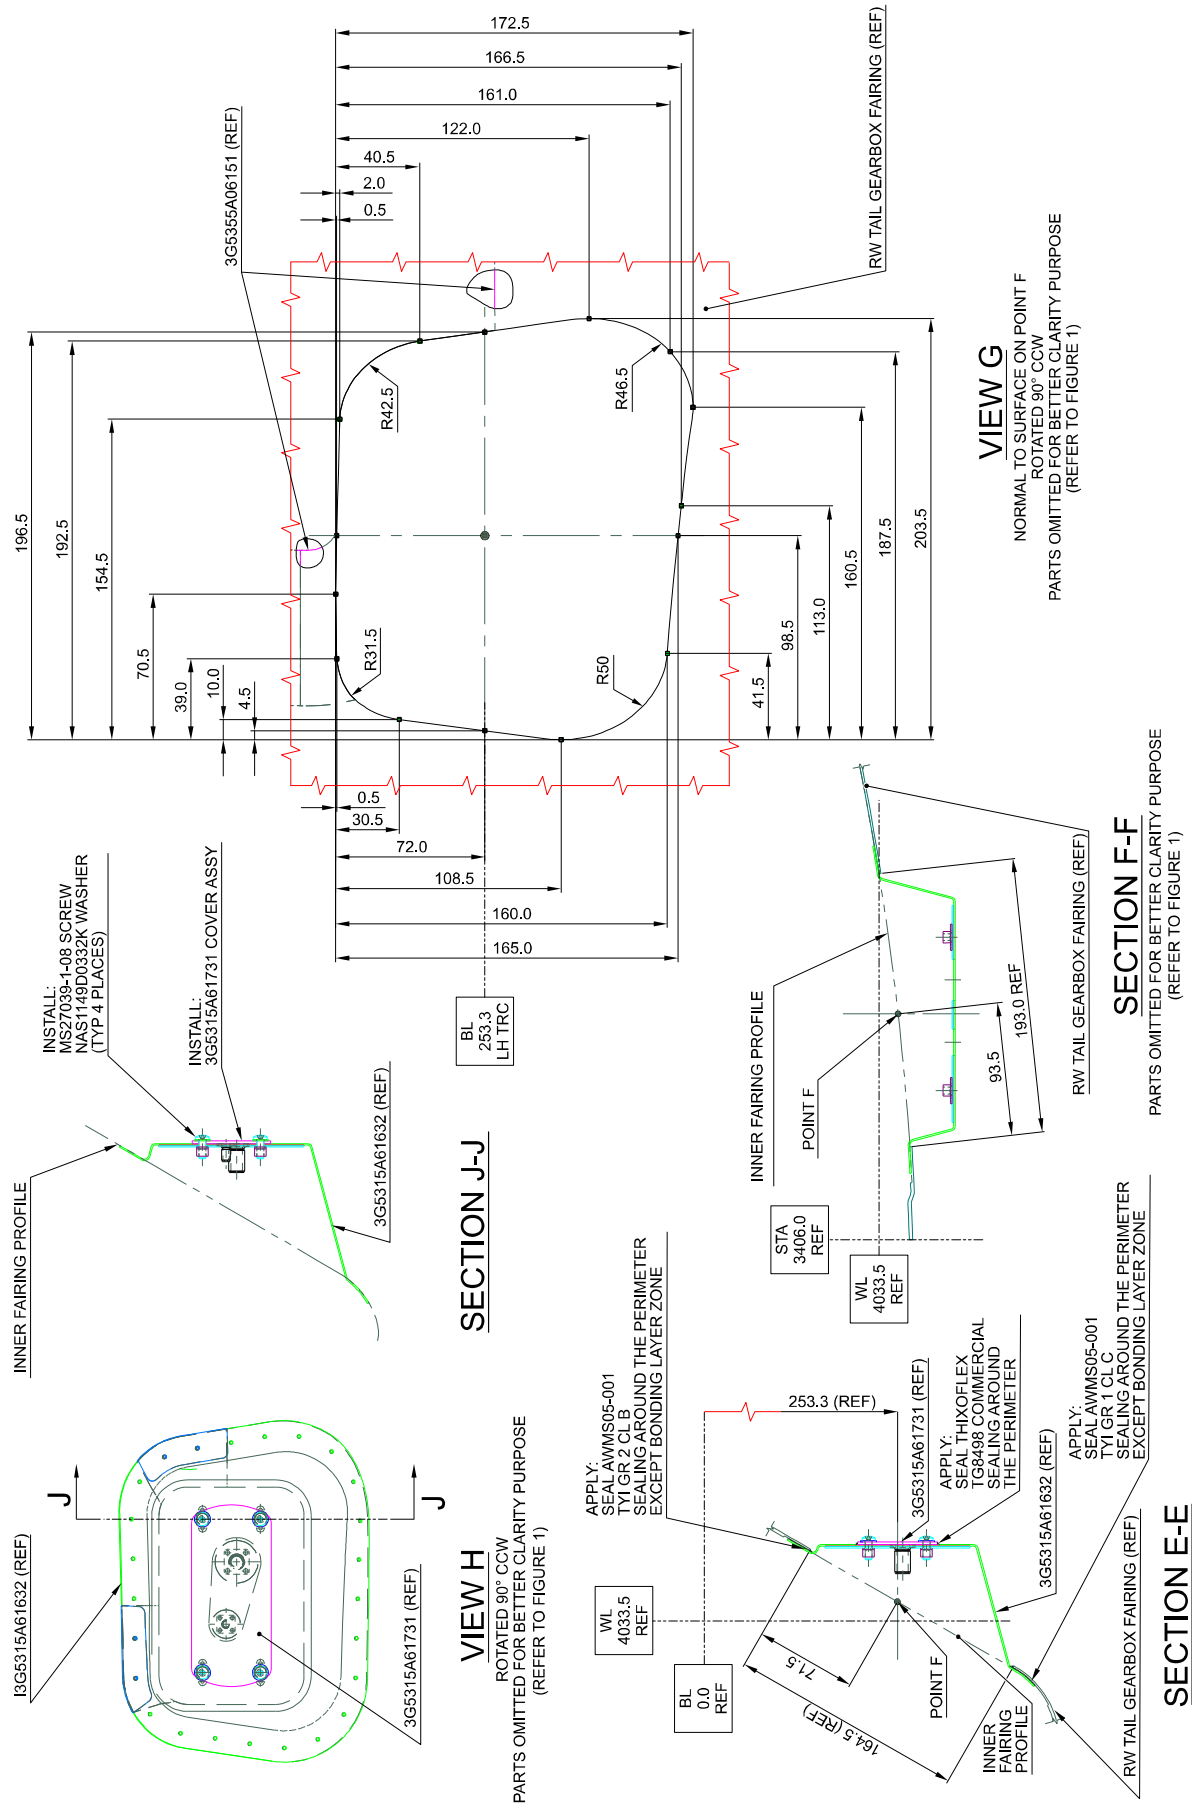 I3G5315A61632 (REF)
J
J
3G5315A61731 (REF)
VIEW H
ROTATED 90° CCW
PARTS OMITTED FOR BETTER CLARITY PURPOSE
(REFER TO FIGURE 1)
INNER FAIRING PROFILE
INSTALL:
MS27039-1-08 SCREW
NAS1149D0332K WASHER
(TYP 4 PLACES)
INSTALL:
3G5315A61731 COVER ASSY
3G5315A61632 (REF)
SECTION J-J
196.5
192.5
154.5
70.5
39.0
10.0
4.5
3G5355A06151 (REF)
172.5
166.5
161.0
122.0
40.5
2.0
0.5
R42.5
R31.5
R46.5
R50
0.5
30.5
72.0
108.5
160.0
165.0
BL
253.3
LH TRC
41.5
98.5
113.0
160.5
187.5
203.5
RW TAIL GEARBOX FAIRING (REF)
VIEW G
NORMAL TO SURFACE ON POINT F
ROTATED 90° CCW
PARTS OMITTED FOR BETTER CLARITY PURPOSE
(REFER TO FIGURE 1)
APPLY:
SEAL AWMS05-001
TYI GR 2 CL B
SEALING AROUND THE PERIMETER
EXCEPT BONDING LAYER ZONE
WL
4033.5
REF
BL
0.0
REF
253.3 (REF)
3G5315A61731 (REF)
APPLY:
SEAL THIXOFLEX
TG8498 COMMERCIAL
SEALING AROUND
THE PERIMETER
3G5315A61632 (REF)
APPLY:
SEAL AWMS05-001
TYI GR 1 CL C
SEALING AROUND THE PERIMETER
EXCEPT BONDING LAYER ZONE
71.5
164.5 (REF)
POINT F
INNER
FAIRING
PROFILE
RW TAIL GEARBOX FAIRING (REF)
SECTION E-E
INNER FAIRING PROFILE
POINT F
STA
3406.0
REF
WL
4033.5
REF
93.5
193.0 REF
RW TAIL GEARBOX FAIRING (REF)
SECTION F-F
PARTS OMITTED FOR BETTER CLARITY PURPOSE
(REFER TO FIGURE 1)